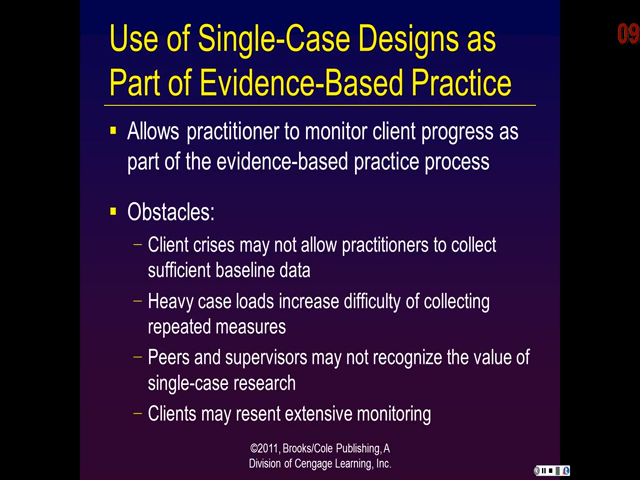 Use of Single-Case Designs as
Part of Evidence-Based Practice
09
▪ Allows practitioner to monitor client progress as
part of the evidence-based practice process
▪ Obstacles:
– Client crises may not allow practitioners to collect
sufficient baseline data
– Heavy case loads increase difficulty of collecting
repeated measures
– Peers and supervisors may not recognize the value of
single-case research
– Clients may resent extensive monitoring
©2011, Brooks/Cole Publishing, A
Division of Cengage Learning, Inc.